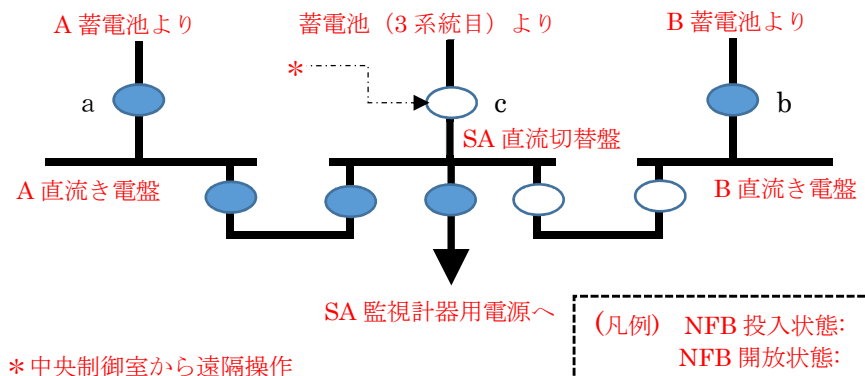 A 蓄電池より
蓄電池（3 系統目）より
B 蓄電池より
*
a
c
b
SA 直流切替盤
A 直流き電盤
B 直流き電盤
SA 監視計器用電源へ
(凡例) NFB 投入状態:
NFB 開放状態:
*中央制御室から遠隔操作